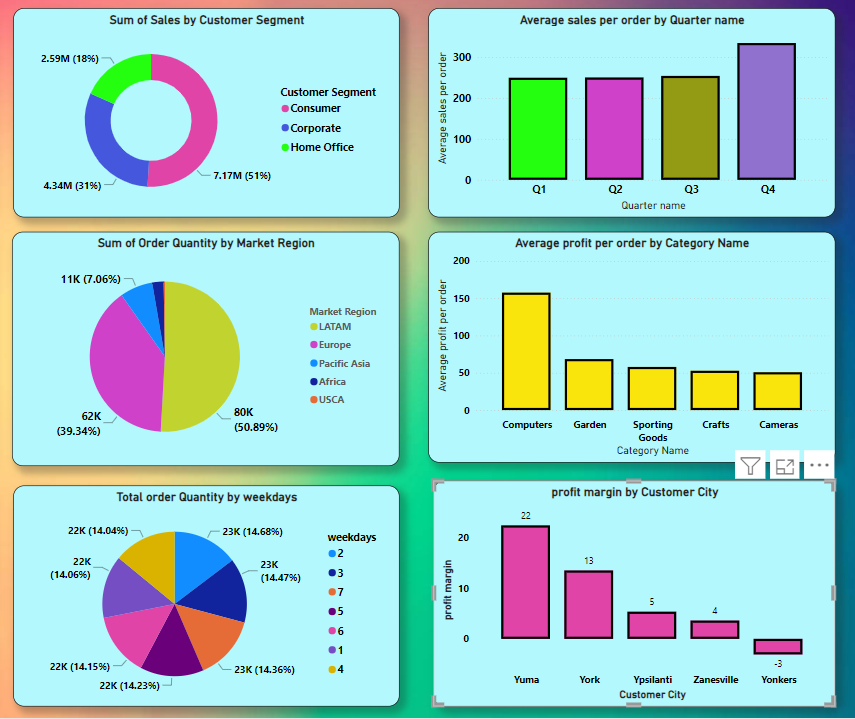 Sum of Sales by Customer Segment
2.59M (18%)
4.34M (31%)
7.17M (51%)
Customer Segment
Consumer
Corporate
Home Office
Average sales per order by Quarter name
Average sales per order
300
200
100
0
Q1 Q2 Q3 Q4
Quarter name
Sum of Order Quantity by Market Region
11K (7.06%)
62K
(39.34%)
80K
(50.89%)
Market Region
LATAM
Europe
Pacific Asia
Africa
USCA
Average profit per order by Category Name
Average profit per order
200
150
100
50
0
Computers Garden Sporting Goods Crafts Cameras
Category Name
Total order Quantity by weekdays
22K (14.04%)
23K (14.68%)
22K
(14.06%)
23K
(14.47%)
22K (14.15%)
23K (14.36%)
22K (14.23%)
weekdays
2
3
7
5
6
1
4
profit margin by Customer City
profit margin
20
10
0
22
13
5
4
-3
Yuma York Ypsilanti Zanesville Yonkers
Customer City